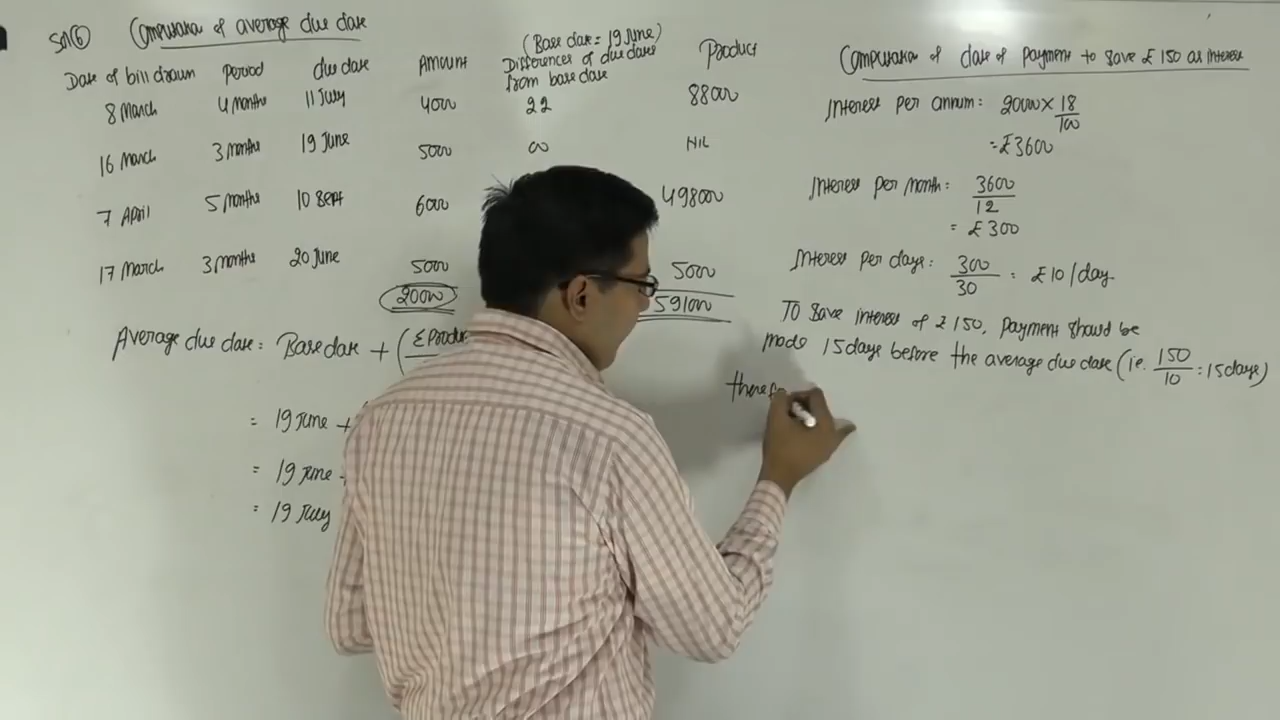 Sol⑥ Computation of average due date
(Base date = 19 June)
Date of bill drawn Period due date Amount Differences of due dates from base date Product
8 March 4 months 11 July 4000 22 88000
16 March 3 months 19 June 5000 00 NIL
7 April 5 months 10 Sept 6000 498000
17 March 3 months 20 June 5000 5000
20000 591000
Average due date = Base date + (Σ Produ
= 19 June +
= 19 June
= 19 July
Computation of date of payment to save ₤ 150 as interest
Interest per annum = 20000 × 18/100
= ₤ 3600
Interest per month = 3600/12
= ₤ 300
Interest per days = 300/30 = ₤ 10/day
To save interest of ₤ 150, payment should be
made 15 days before the average due date (i.e. 150/10 = 15 days)
theref